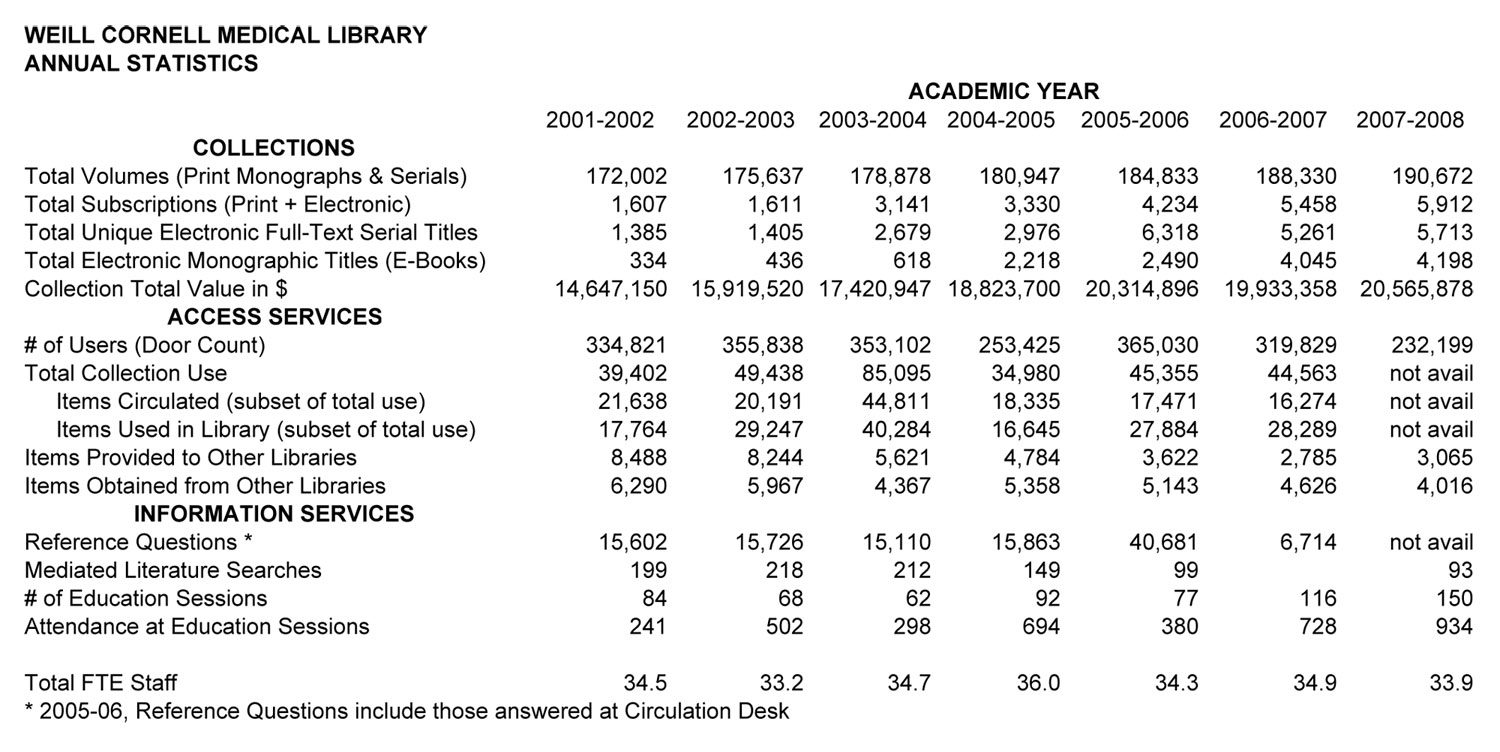 WEILL CORNELL MEDICAL LIBRARY
ANNUAL STATISTICS
ACADEMIC YEAR
2001-2002 2002-2003 2003-2004 2004-2005 2005-2006 2006-2007 2007-2008
COLLECTIONS
Total Volumes (Print Monographs & Serials) 172,002 175,637 178,878 180,947 184,833 188,330 190,672
Total Subscriptions (Print + Electronic) 1,607 1,611 3,141 3,330 4,234 5,458 5,912
Total Unique Electronic Full-Text Serial Titles 1,385 1,405 2,679 2,976 6,318 5,261 5,713
Total Electronic Monographic Titles (E-Books) 334 436 618 2,218 2,490 4,045 4,198
Collection Total Value in $ 14,647,150 15,919,520 17,420,947 18,823,700 20,314,896 19,933,358 20,565,878
ACCESS SERVICES
# of Users (Door Count) 334,821 355,838 353,102 253,425 365,030 319,829 232,199
Total Collection Use 39,402 49,438 85,095 34,980 45,355 44,563 not avail
Items Circulated (subset of total use) 21,638 20,191 44,811 18,335 17,471 16,274 not avail
Items Used in Library (subset of total use) 17,764 29,247 40,284 16,645 27,884 28,289 not avail
Items Provided to Other Libraries 8,488 8,244 5,621 4,784 3,622 2,785 3,065
Items Obtained from Other Libraries 6,290 5,967 4,367 5,358 5,143 4,626 4,016
INFORMATION SERVICES
Reference Questions * 15,602 15,726 15,110 15,863 40,681 6,714 not avail
Mediated Literature Searches 199 218 212 149 99 93
# of Education Sessions 84 68 62 92 77 116 150
Attendance at Education Sessions 241 502 298 694 380 728 934
Total FTE Staff 34.5 33.2 34.7 36.0 34.3 34.9 33.9
* 2005-06, Reference Questions include those answered at Circulation Desk